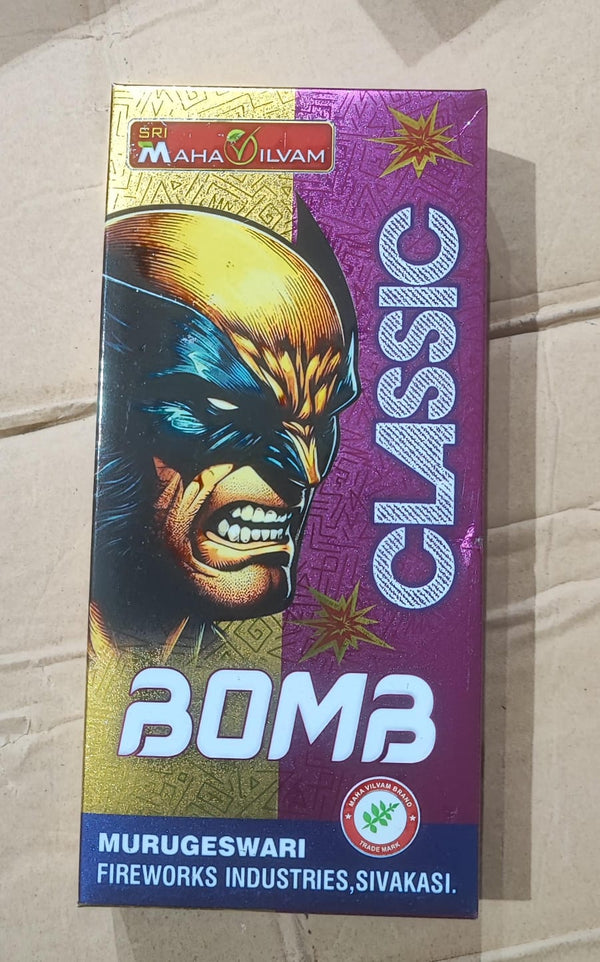 SRI
MAHA VILVAM
CLASSIC
BOMB
MAHA VILVAM BRAND
TRADE MARK
MURUGESWARI
FIREWORKS INDUSTRIES,SIVAKASI.